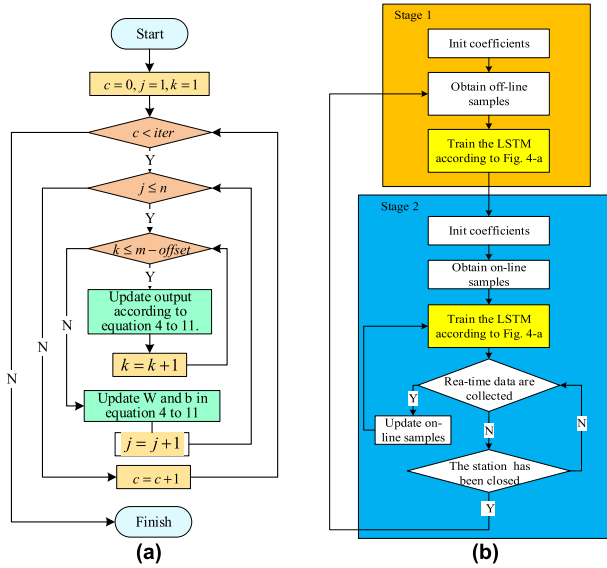 Start
c = 0, j = 1, k = 1
c < iter
Y
j ≤ n
Y
k ≤ m − offset
Y
Update output
according to
equation 4 to 11.
k = k + 1
N
N
N
Update W and b in
equation 4 to 11
j = j + 1
c = c + 1
Finish
(a)
Stage 1
Init coefficients
Obtain off-line
samples
Train the LSTM
according to Fig. 4-a
Stage 2
Init coefficients
Obtain on-line
samples
Train the LSTM
according to Fig. 4-a
Rea-time data are
collected
Y
Update on-
line samples
N
N
The station has
been closed
Y
(b)